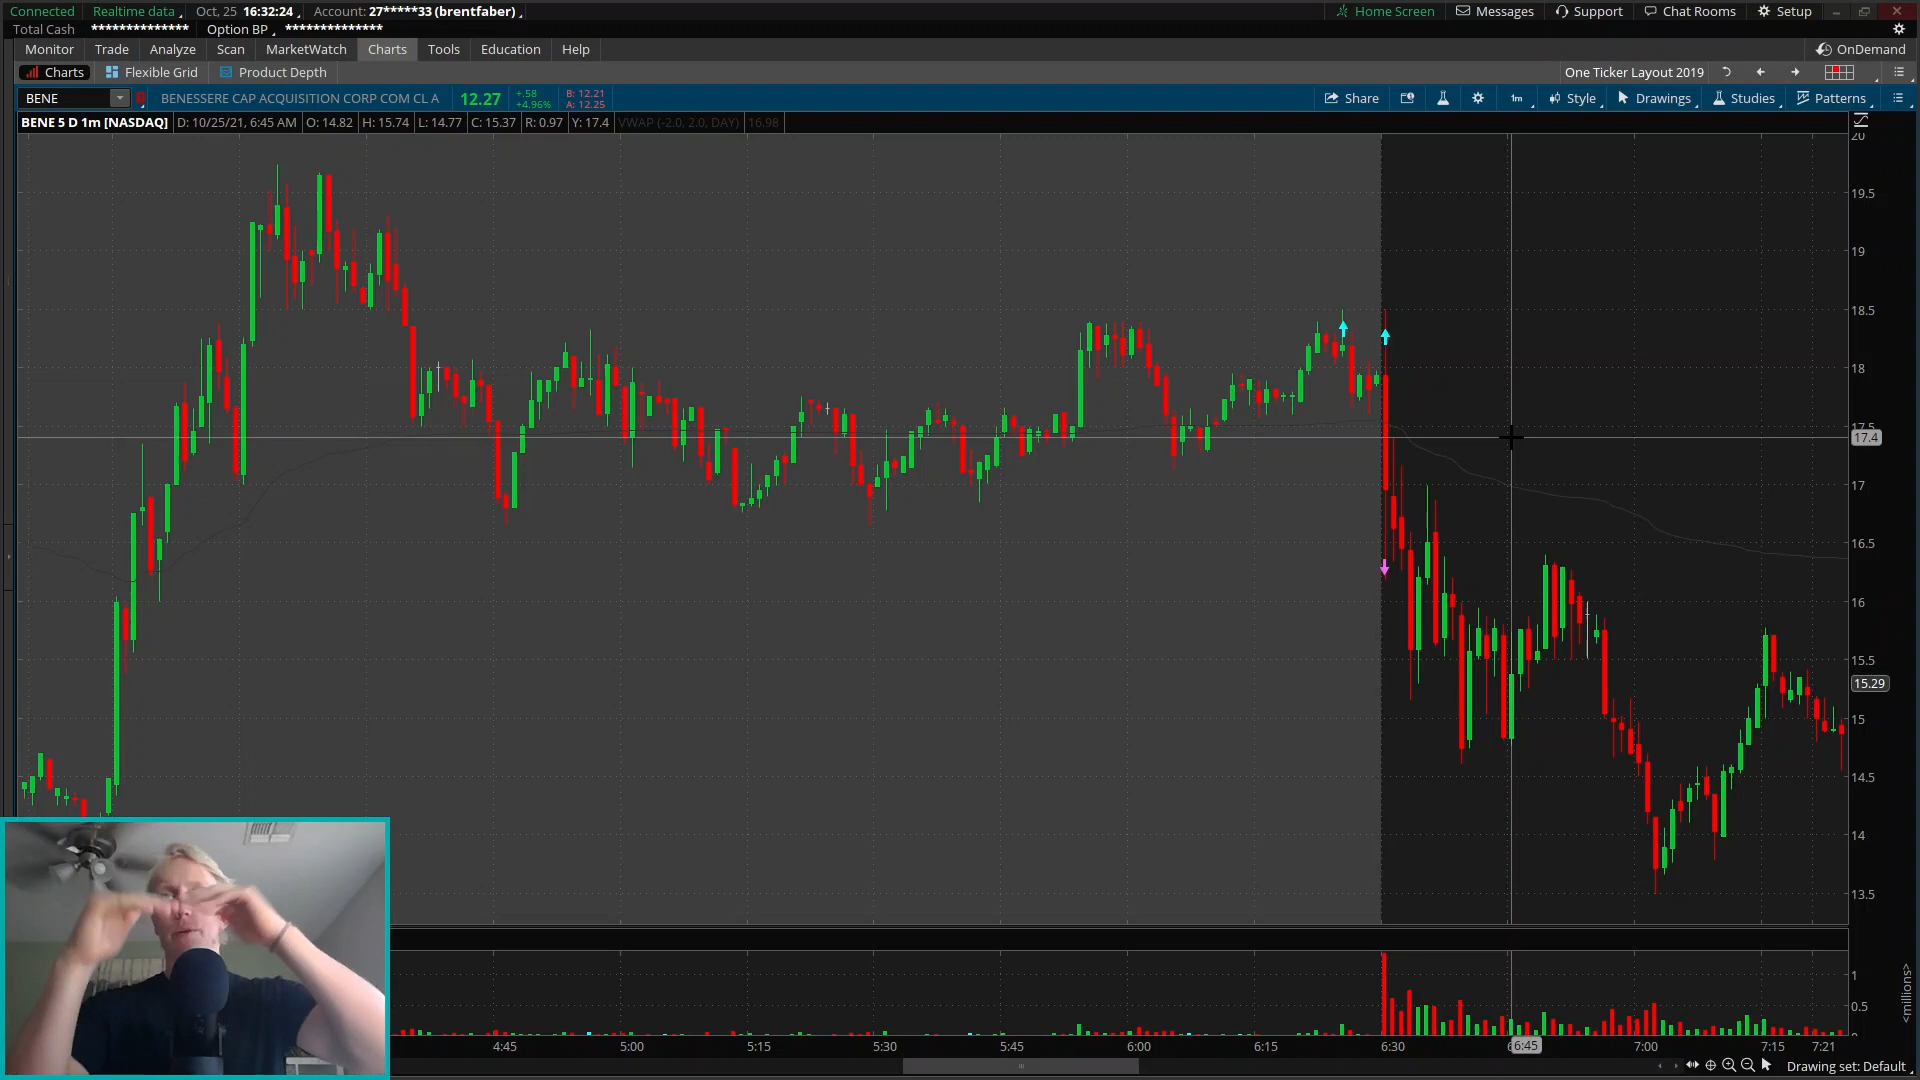 Connected Realtime data Oct, 25 16:32:24 Account: 27*****33 (brentfaber) Home Screen Messages Support Chat Rooms Setup
Total Cash ************** Option BP **************
Monitor Trade Analyze Scan MarketWatch Charts Tools Education Help OnDemand
Charts Flexible Grid Product Depth One Ticker Layout 2019
BENE BENESSERE CAP ACQUISITION CORP COM CL A 12.27 +.58 +4.96% B: 12.21 A: 12.25 Share 1m Style Drawings Studies Patterns
BENE 5 D 1m [NASDAQ] D: 10/25/21, 6:45 AM O: 14.82 H: 15.74 L: 14.77 C: 15.37 R: 0.97 Y: 17.4 VWAP (-2.0, 2.0, DAY) 16.98
20
19.5
19
18.5
18
17.5
17.4
17
16.5
16
15.5
15.29
15
14.5
14
13.5
1
0.5
<millions>
4:45 5:00 5:15 5:30 5:45 6:00 6:15 6:30 6:45 7:00 7:15 7:21
Drawing set: Default